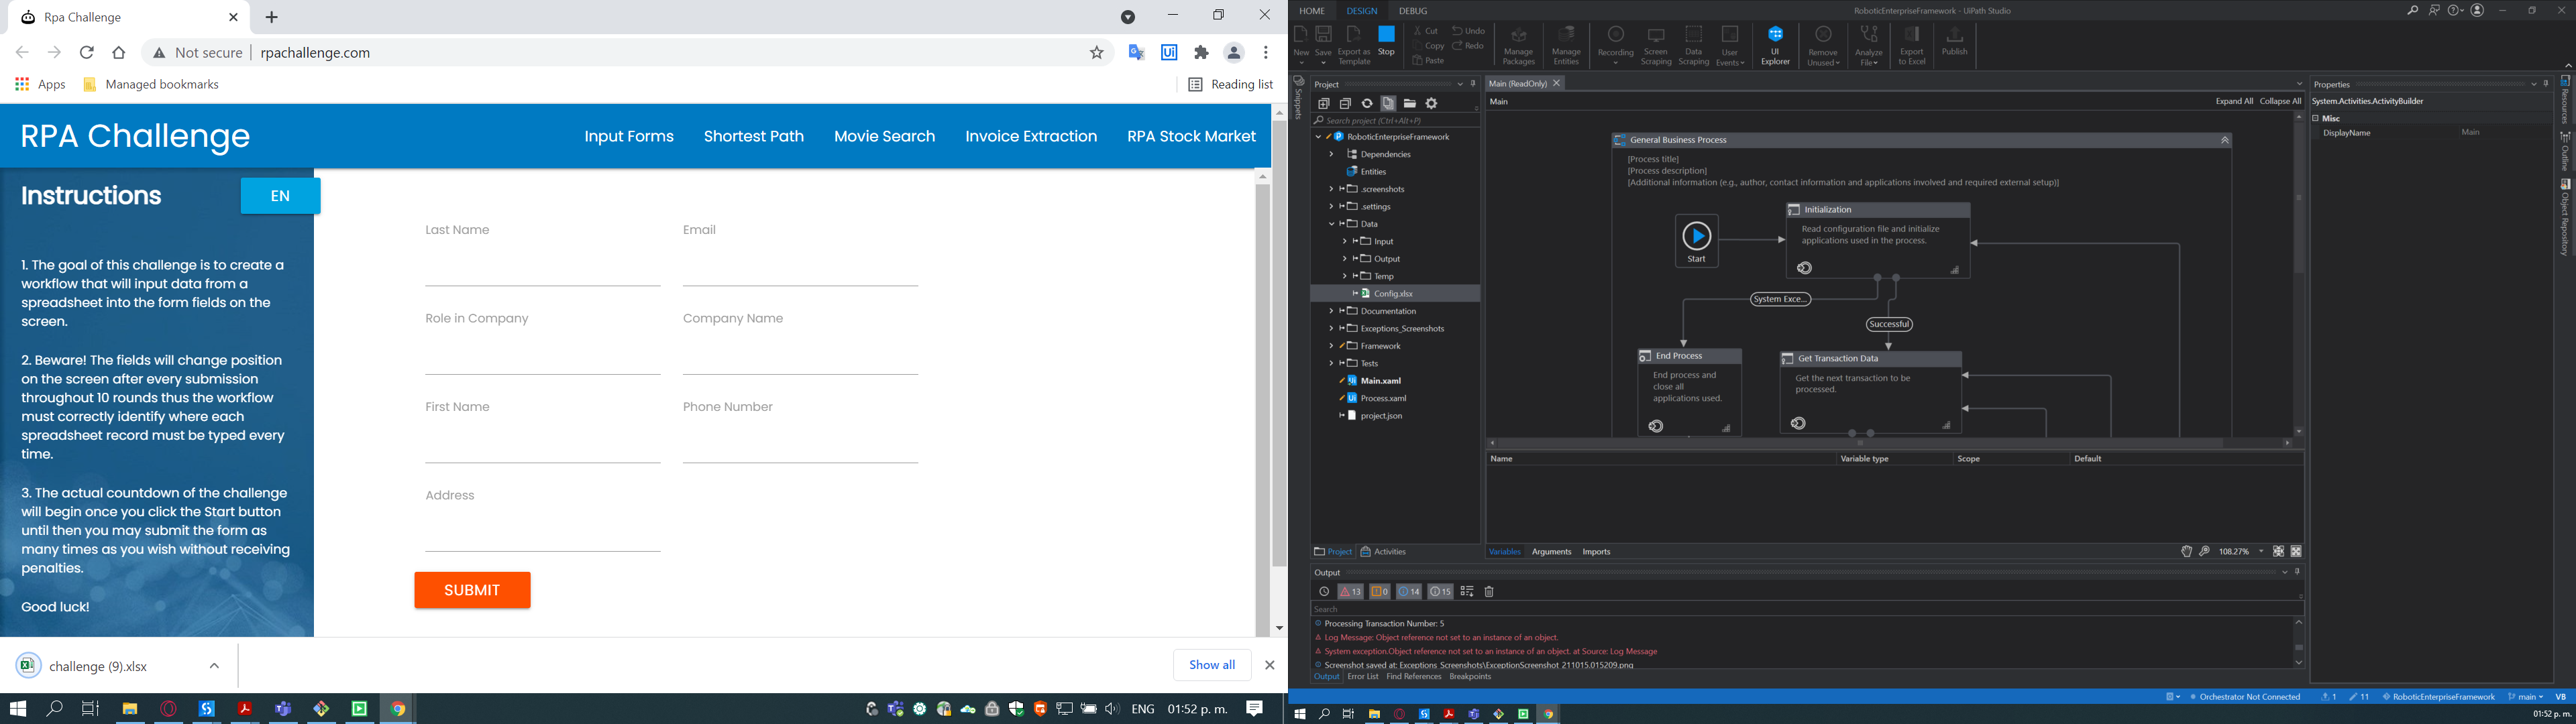 Rpa Challenge
Not secure
rpachallenge.com
Apps
Managed bookmarks
Reading list
RPA Challenge
Input Forms
Shortest Path
Movie Search
Invoice Extraction
RPA Stock Market
Instructions
EN
1. The goal of this challenge is to create a
workflow that will input data from a
spreadsheet into the form fields on the
screen.
2. Beware! The fields will change position
on the screen after every submission
throughout 10 rounds thus the workflow
must correctly identify where each
spreadsheet record must be typed every
time.
3. The actual countdown of the challenge
will begin once you click the Start button
until then you may submit the form as
many times as you wish without receiving
penalties.
Good luck!
Last Name
Email
Role in Company
Company Name
First Name
Phone Number
Address
SUBMIT
challenge (9).xlsx
Show all
ENG
01:52 p. m.
HOME
DESIGN
DEBUG
RoboticEnterpriseFramework - UiPath Studio
New
Save
Export as
Template
Stop
Cut
Copy
Paste
Undo
Redo
Manage
Packages
Manage
Entities
Recording
Screen
Scraping
Data
Scraping
User
Events
UI
Explorer
Remove
Unused
Analyze
File
Export
to Excel
Publish
Snippets
Project
Search project (Ctrl+Alt+P)
RoboticEnterpriseFramework
Dependencies
Entities
.screenshots
.settings
Data
Input
Output
Temp
Config.xlsx
Documentation
Exceptions_Screenshots
Framework
Tests
Main.xaml
Process.xaml
project.json
Project
Activities
Main (ReadOnly)
Main
Expand All
Collapse All
General Business Process
[Process title]
[Process description]
[Additional information (e.g., author, contact information and applications involved and required external setup)]
Start
Initialization
Read configuration file and initialize
applications used in the process.
System Exce...
Successful
End Process
End process and
close all
applications used.
Get Transaction Data
Get the next transaction to be
processed.
Name
Variable type
Scope
Default
Variables
Arguments
Imports
108.27%
Output
13
0
14
15
Search
Processing Transaction Number: 5
Log Message: Object reference not set to an instance of an object.
System exception.Object reference not set to an instance of an object. at Source: Log Message
Screenshot saved at: Exceptions_Screenshots\ExceptionScreenshot_211015.015209.png
Output
Error List
Find References
Breakpoints
Properties
System.Activities.ActivityBuilder
Misc
DisplayName
Main
Resources
Outline
Object Repository
Orchestrator Not Connected
1
11
RoboticEnterpriseFramework
main
VB
01:52 p. m.